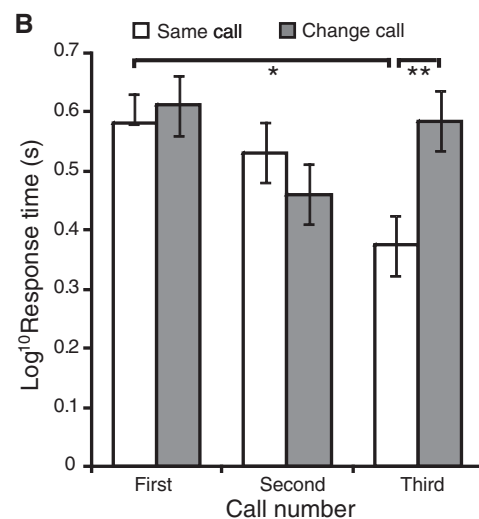 B
Same call
Change call
0.7
0.6
0.5
0.4
0.3
0.2
0.1
0
Log10Response time (s)
*
**
First
Second
Third
Call number